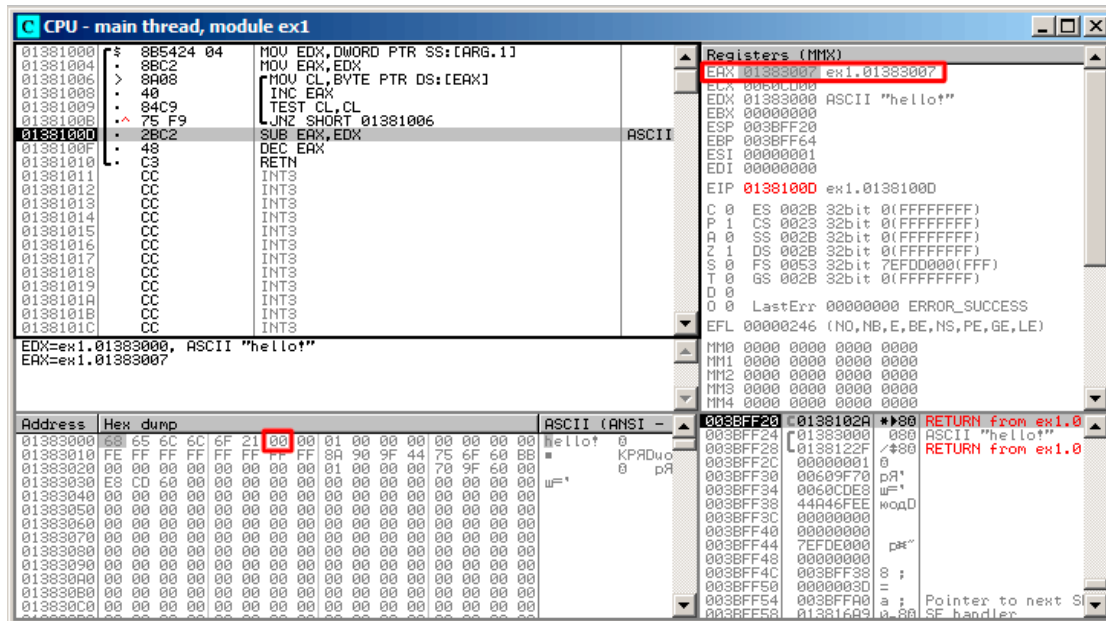 CPU - main thread, module ex1
01381000 $ 8B5424 04 MOV EDX,DWORD PTR SS:[ARG.1]
01381004 . 8BC2 MOV EAX,EDX
01381006 > 8A08 MOV CL,BYTE PTR DS:[EAX]
01381008 . 40 INC EAX
01381009 . 84C9 TEST CL,CL
0138100B .^ 75 F9 JNZ SHORT 01381006
0138100D . 2BC2 SUB EAX,EDX ASCII
0138100F . 48 DEC EAX
01381010 . C3 RETN
01381011 CC INT3
01381012 CC INT3
01381013 CC INT3
01381014 CC INT3
01381015 CC INT3
01381016 CC INT3
01381017 CC INT3
01381018 CC INT3
01381019 CC INT3
0138101A CC INT3
0138101B CC INT3
0138101C CC INT3
EDX=ex1.01383000, ASCII "hello!"
EAX=ex1.01383007
Registers (MMX)
EAX 01383007 ex1.01383007
ECX 0060CD00
EDX 01383000 ASCII "hello!"
EBX 00000000
ESP 003BFF20
EBP 003BFF64
ESI 00000001
EDI 00000000
EIP 0138100D ex1.0138100D
C 0 ES 002B 32bit 0(FFFFFFFF)
P 1 CS 0023 32bit 0(FFFFFFFF)
A 0 SS 002B 32bit 0(FFFFFFFF)
Z 1 DS 002B 32bit 0(FFFFFFFF)
S 0 FS 0053 32bit 7EFDD000(FFF)
T 0 GS 002B 32bit 0(FFFFFFFF)
D 0
O 0 LastErr 00000000 ERROR_SUCCESS
EFL 00000246 (NO,NB,E,BE,NS,PE,GE,LE)
MM0 0000 0000 0000 0000
MM1 0000 0000 0000 0000
MM2 0000 0000 0000 0000
MM3 0000 0000 0000 0000
MM4 0000 0000 0000 0000
Address Hex dump ASCII (ANSI -
01383000 68 65 6C 6C 6F 21 00 00 01 00 00 00 00 00 00 00 hello! 0
01383010 FE FF FF FF FF FF FF FF 8A 90 9F 44 75 6F 60 BB ■ КРЯDuo
01383020 00 00 00 00 00 00 00 00 01 00 00 00 70 9F 60 00 0 pЯ
01383030 E8 CD 60 00 00 00 00 00 00 00 00 00 00 00 00 00 ш='
01383040 00 00 00 00 00 00 00 00 00 00 00 00 00 00 00 00
01383050 00 00 00 00 00 00 00 00 00 00 00 00 00 00 00 00
01383060 00 00 00 00 00 00 00 00 00 00 00 00 00 00 00 00
01383070 00 00 00 00 00 00 00 00 00 00 00 00 00 00 00 00
01383080 00 00 00 00 00 00 00 00 00 00 00 00 00 00 00 00
01383090 00 00 00 00 00 00 00 00 00 00 00 00 00 00 00 00
013830A0 00 00 00 00 00 00 00 00 00 00 00 00 00 00 00 00
013830B0 00 00 00 00 00 00 00 00 00 00 00 00 00 00 00 00
013830C0 00 00 00 00 00 00 00 00 00 00 00 00 00 00 00 00
003BFF20 0138102A RETURN from ex1.0
003BFF24 01383000 ASCII "hello!"
003BFF28 0138122F RETURN from ex1.0
003BFF2C 00000001
003BFF30 00609F70 pЯ'
003BFF34 0060CDE8 ш='
003BFF38 44A46FEE юодD
003BFF3C 00000000
003BFF40 00000000
003BFF44 7EFDE000
003BFF48 00000000
003BFF4C 003BFF38 8 ;
003BFF50 0000003D =
003BFF54 003BFFA0 a ; Pointer to next S
003BFF58 013816A9 SE handler